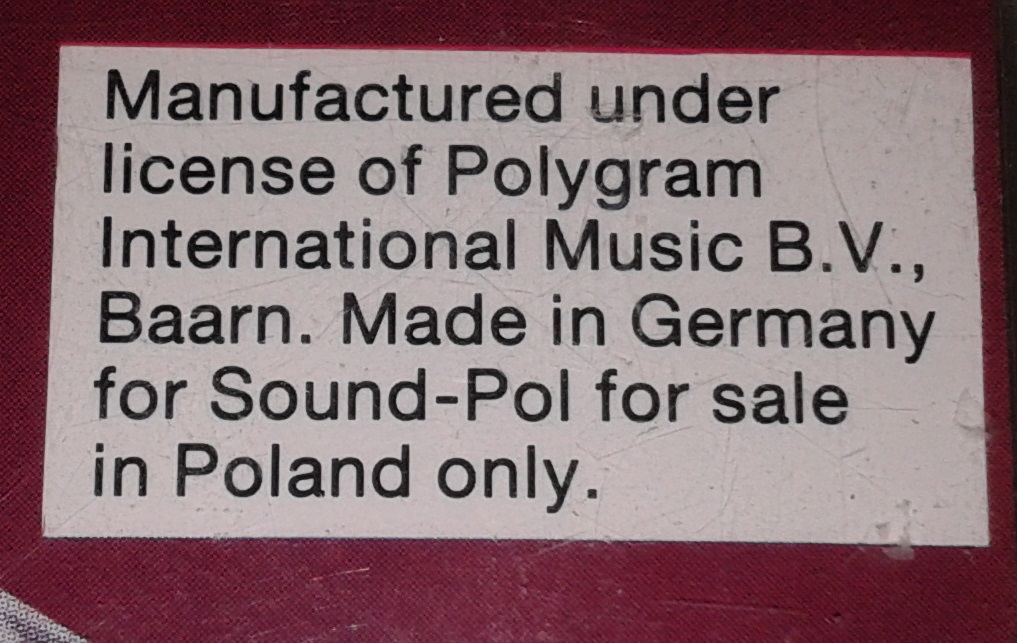 Manufactured under
license of Polygram
International Music B.V.,
Baarn. Made in Germany
for Sound-Pol for sale
in Poland only.